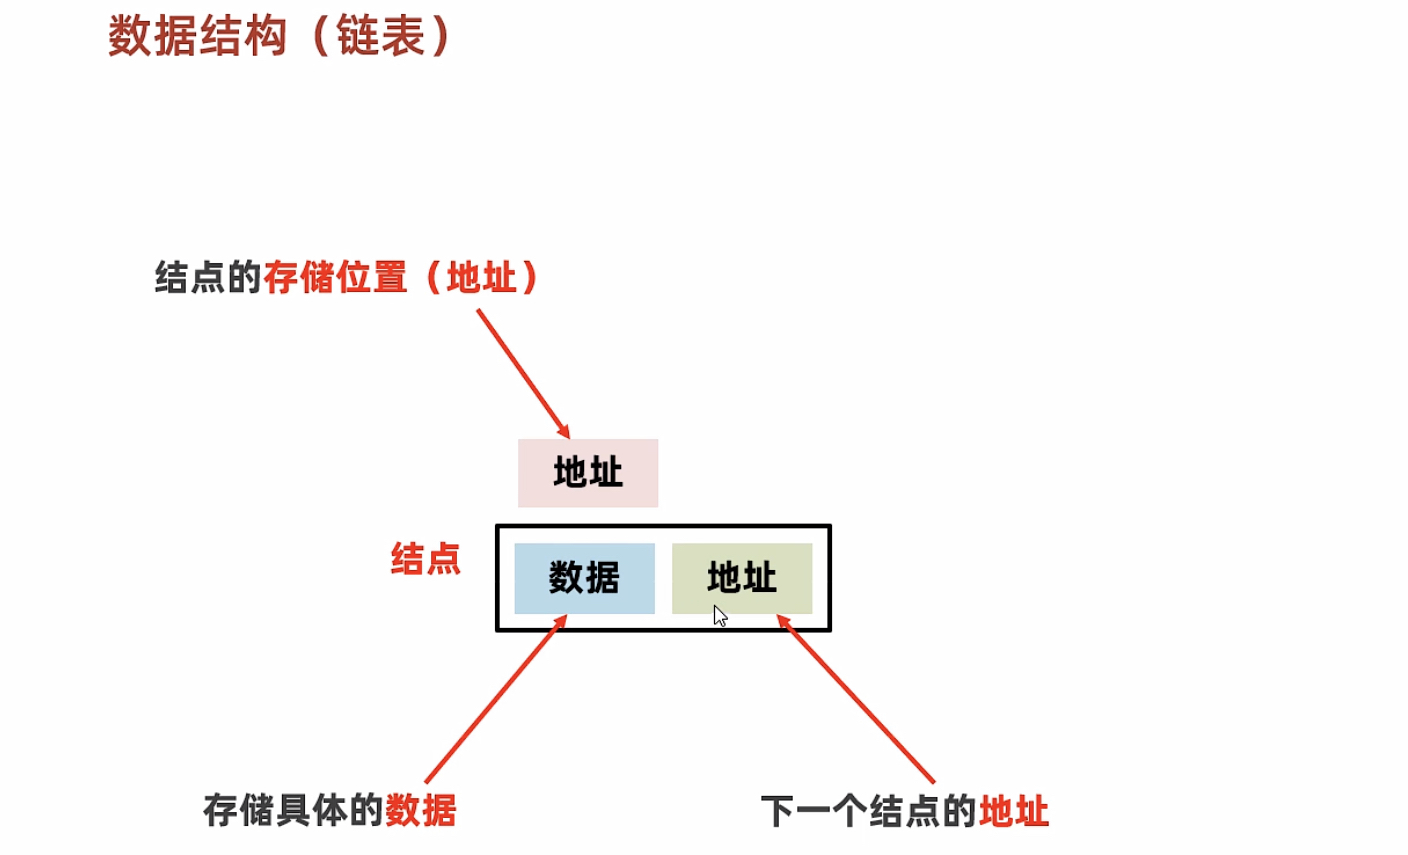 数据结构（链表）
结点的存储位置（地址）
地址
结点
数据 地址
存储具体的数据
下一个结点的地址